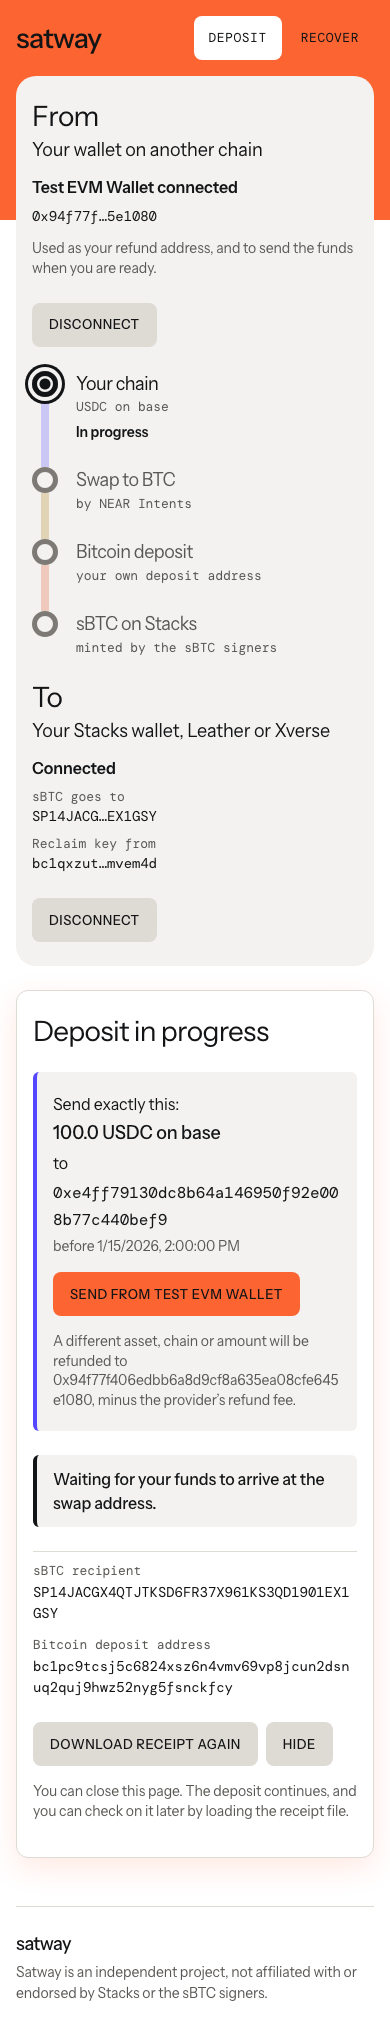 satway
DEPOSIT
RECOVER
From
Your wallet on another chain
Test EVM Wallet connected
0x94f77f…5e1080
Used as your refund address, and to send the funds
when you are ready.
DISCONNECT
Your chain
USDC on base
In progress
Swap to BTC
by NEAR Intents
Bitcoin deposit
your own deposit address
sBTC on Stacks
minted by the sBTC signers
To
Your Stacks wallet, Leather or Xverse
Connected
sBTC goes to
SP14JACG…EX1GSY
Reclaim key from
bc1qxzut…mvem4d
DISCONNECT
Deposit in progress
Send exactly this:
100.0 USDC on base
to
0xe4ff79130dc8b64a146950f92e00
8b77c440bef9
before 1/15/2026, 2:00:00 PM
SEND FROM TEST EVM WALLET
A different asset, chain or amount will be
refunded to
0x94f77f406edbb6a8d9cf8a635ea08cfe645
e1080, minus the provider’s refund fee.
Waiting for your funds to arrive at the
swap address.
sBTC recipient
SP14JACGX4QTJTKSD6FR37X961KS3QD1901EX1
GSY
Bitcoin deposit address
bc1pc9tcsj5c6824xsz6n4vmv69vp8jcun2dsn
uq2quj9hwz52nyg5fsnckfcy
DOWNLOAD RECEIPT AGAIN
HIDE
You can close this page. The deposit continues, and
you can check on it later by loading the receipt file.
satway
Satway is an independent project, not affiliated with or
endorsed by Stacks or the sBTC signers.